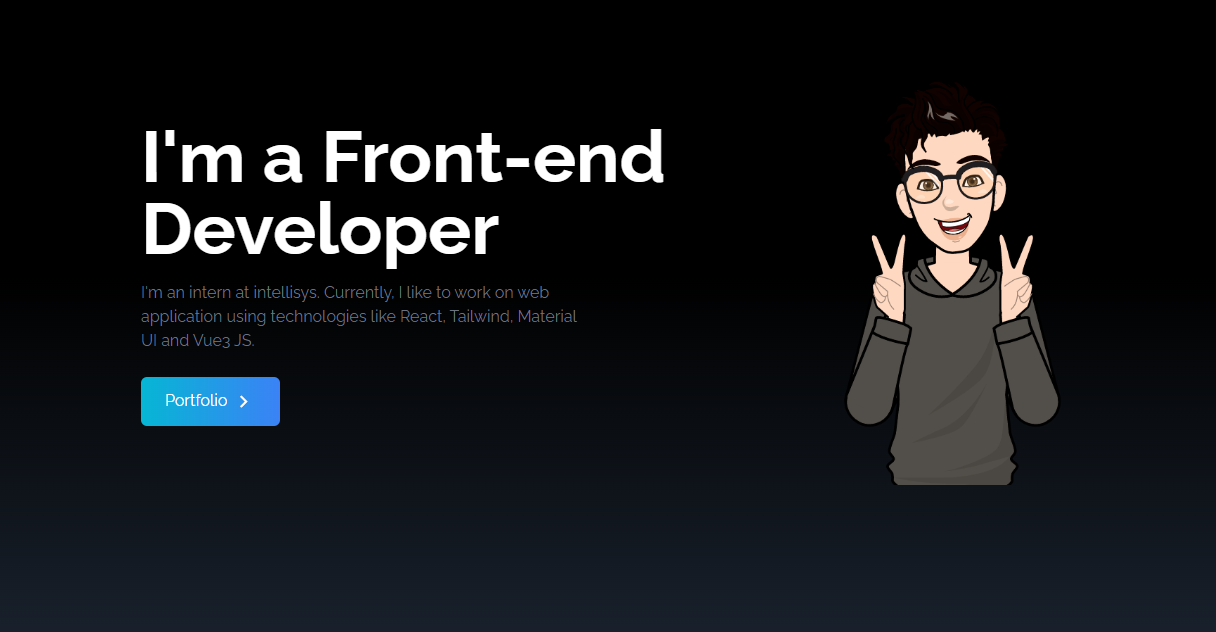 I'm a Front-end
Developer
I'm an intern at intellisys. Currently, I like to work on web
application using technologies like React, Tailwind, Material
UI and Vue3 JS.
Portfolio